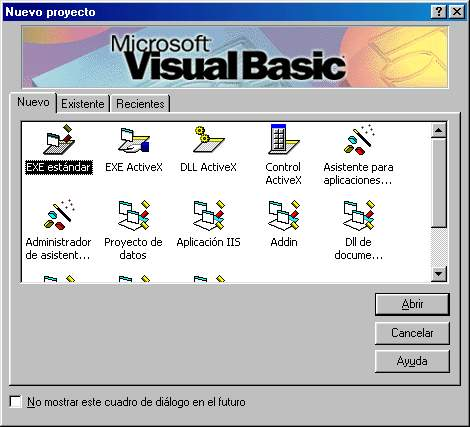 Nuevo proyecto
Microsoft
Visual Basic
Nuevo
Existente
Recientes
EXE estándar
EXE ActiveX
DLL ActiveX
Control
ActiveX
Asistente para
aplicaciones...
Administrador
de asistent...
Proyecto de
datos
Aplicación IIS
Addin
Dll de
docume...
Abrir
Cancelar
Ayuda
No mostrar este cuadro de diálogo en el futuro